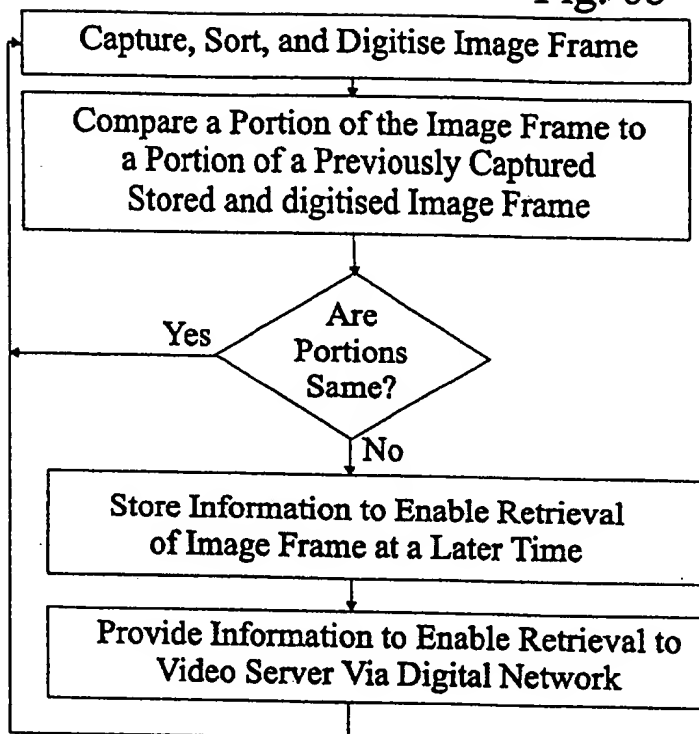 Capture, Sort, and Digitise Image Frame
Compare a Portion of the Image Frame to
a Portion of a Previously Captured
Stored and digitised Image Frame
Are
Portions
Same?
Yes
No
Store Information to Enable Retrieval
of Image Frame at a Later Time
Provide Information to Enable Retrieval to
Video Server Via Digital Network